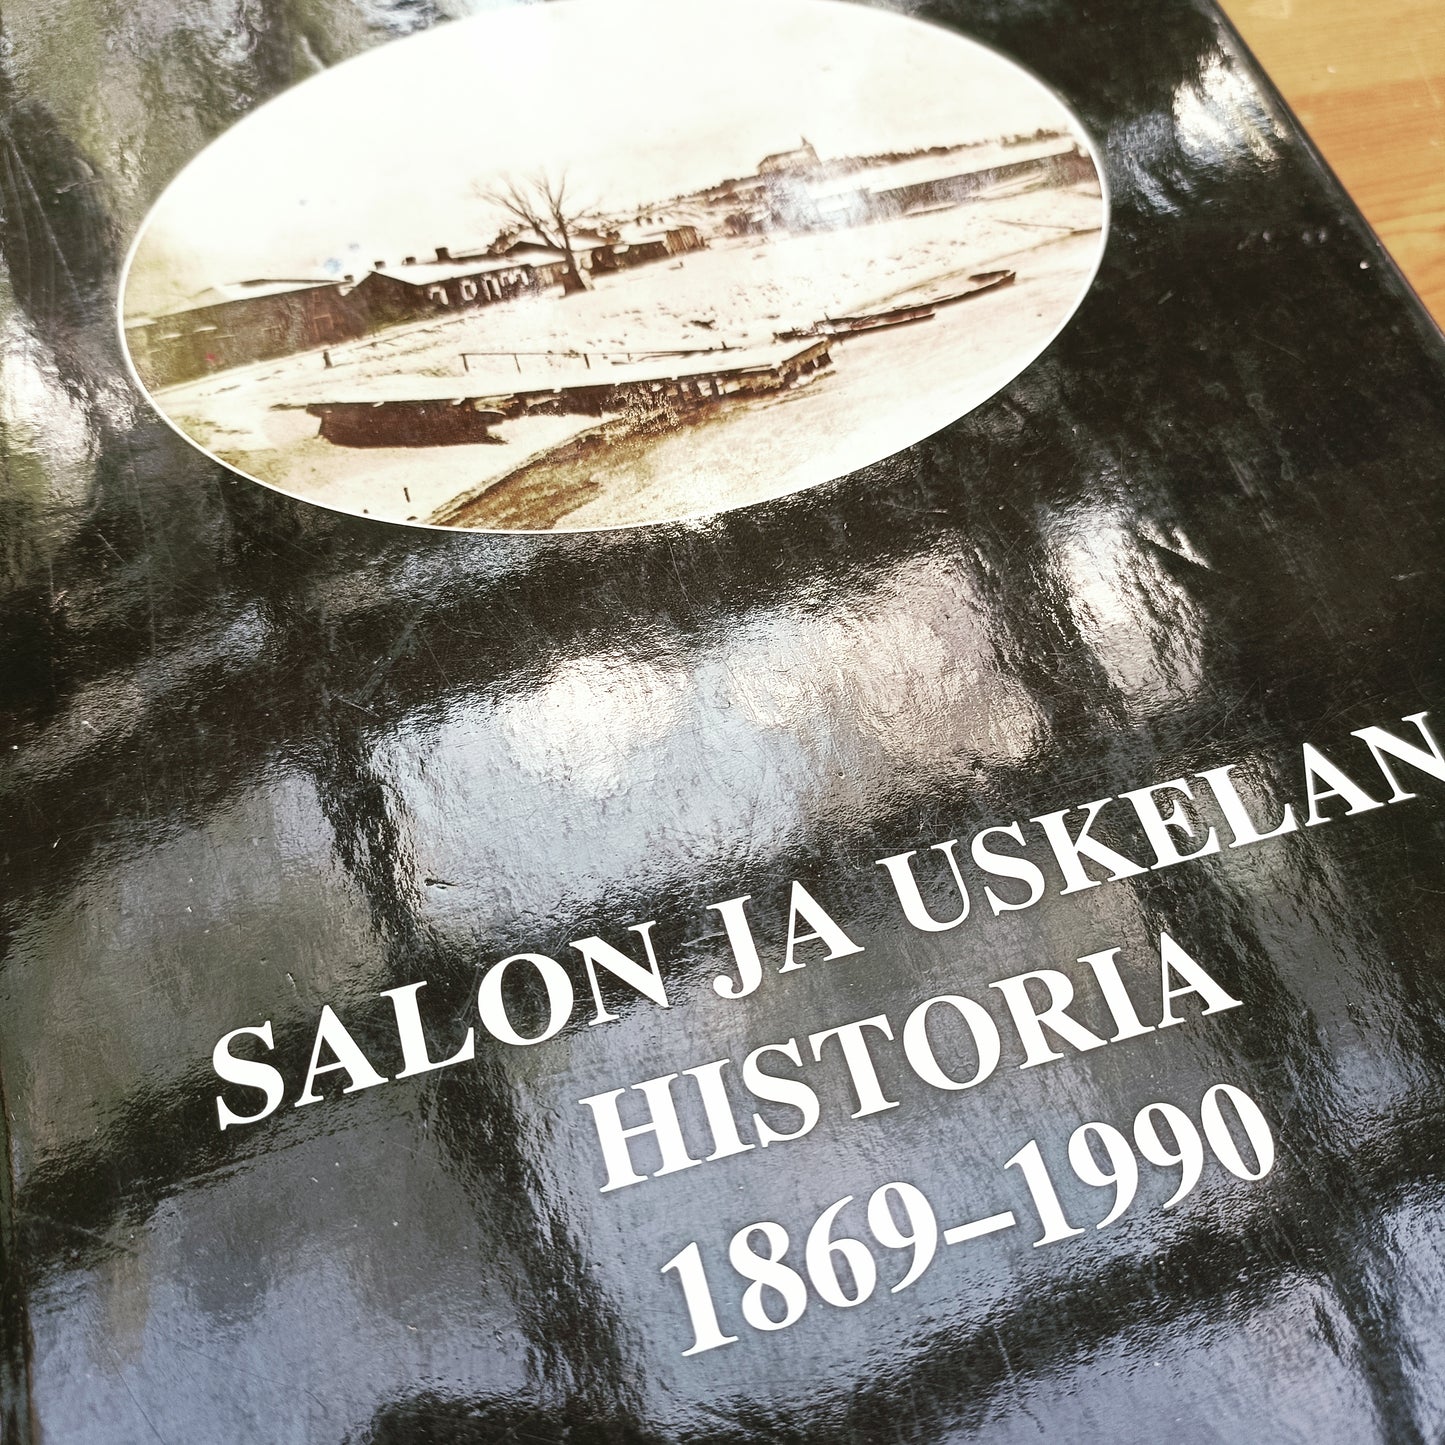 SALON JA USKELAN
HISTORIA
1869–1990